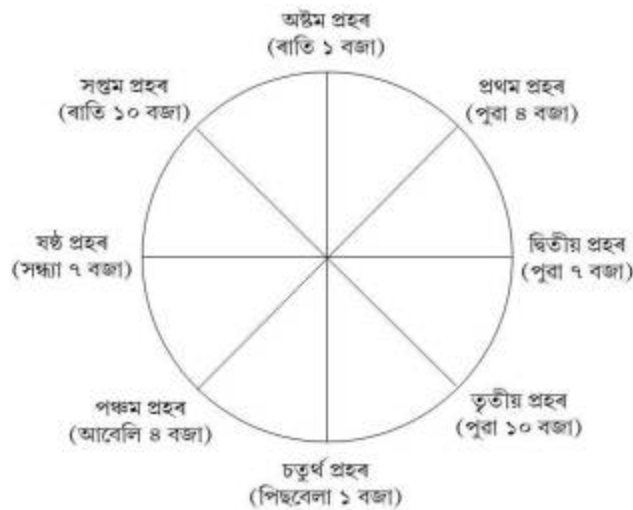 অষ্টম প্ৰহৰ
(ৰাতি ১ বজা)
প্ৰথম প্ৰহৰ
(পুৱা ৪ বজা)
দ্বিতীয় প্ৰহৰ
(পুৱা ৭ বজা)
তৃতীয় প্ৰহৰ
(পুৱা ১০ বজা)
চতুৰ্থ প্ৰহৰ
(পিছবেলা ১ বজা)
পঞ্চম প্ৰহৰ
(আবেলি ৪ বজা)
ষষ্ঠ প্ৰহৰ
(সন্ধ্যা ৭ বজা)
সপ্তম প্ৰহৰ
(ৰাতি ১০ বজা)